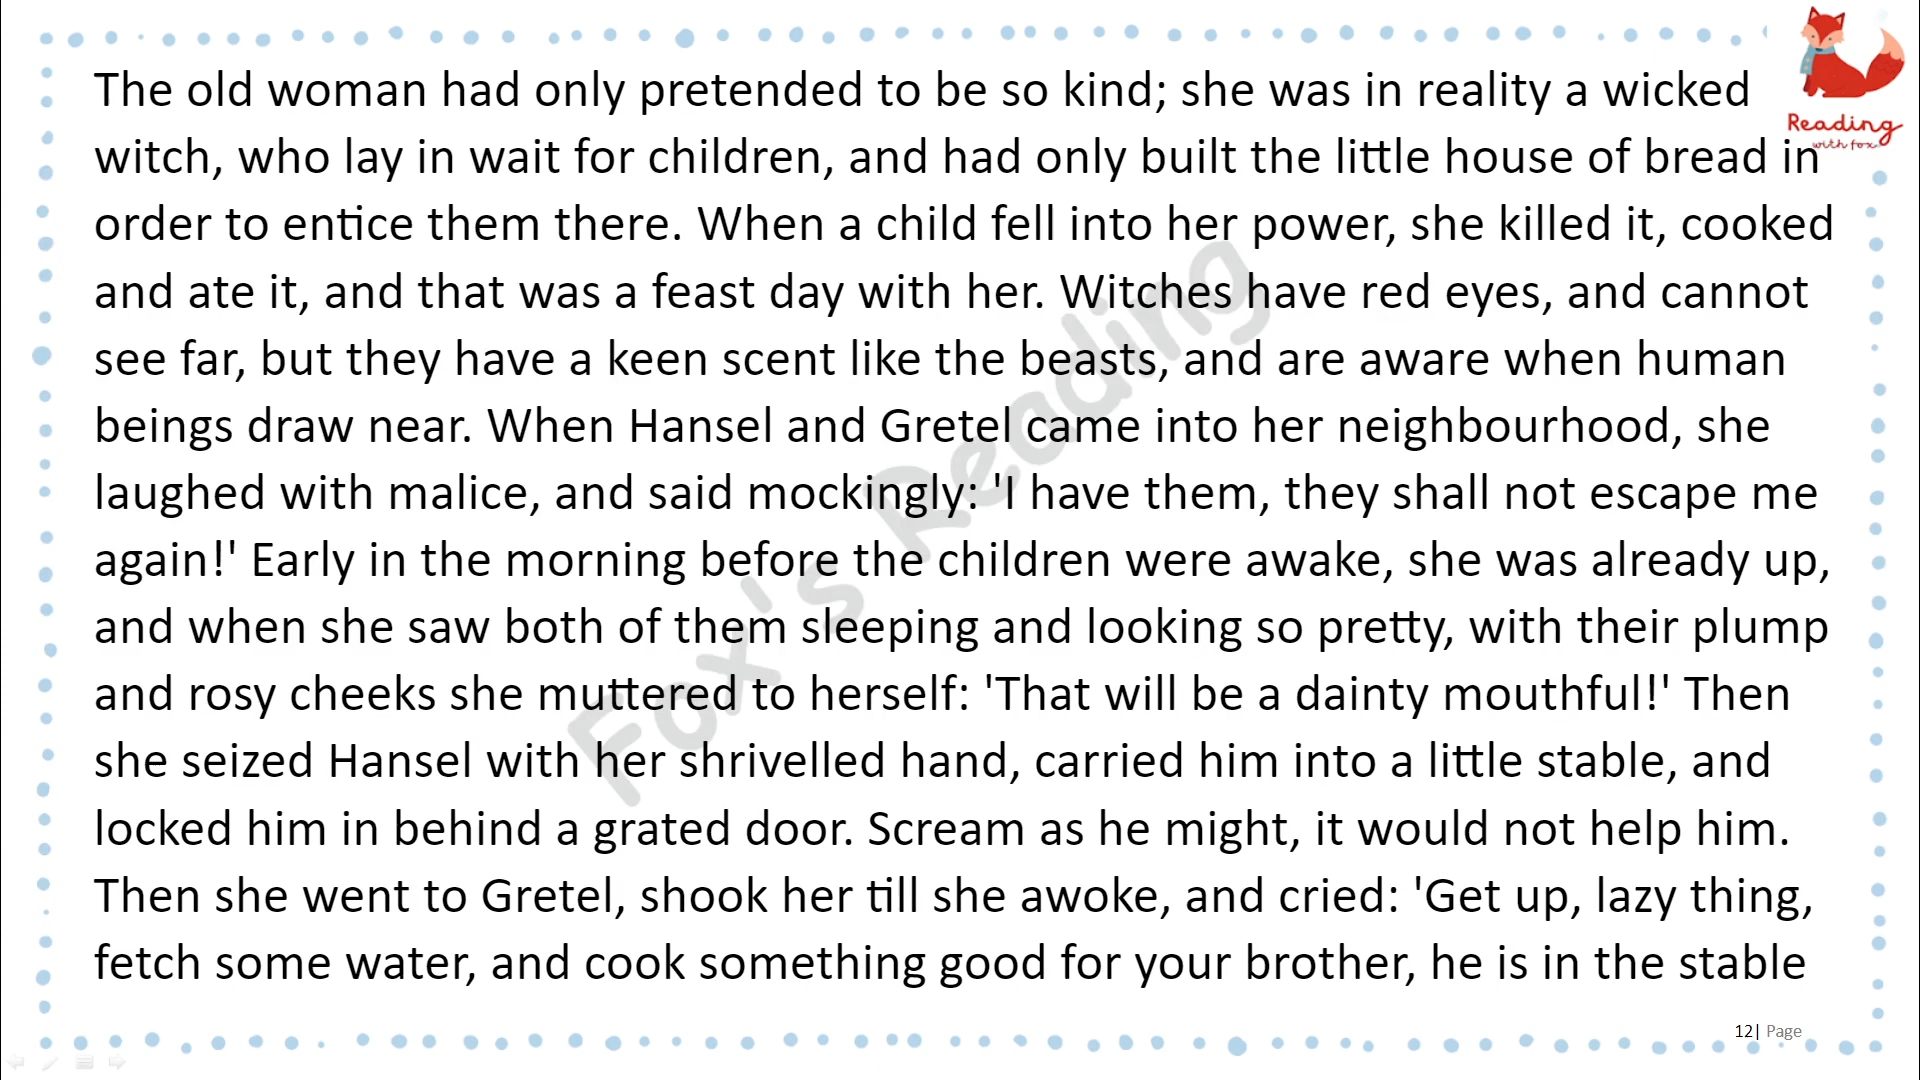 The old woman had only pretended to be so kind; she was in reality a wicked
witch, who lay in wait for children, and had only built the little house of bread in
order to entice them there. When a child fell into her power, she killed it, cooked
and ate it, and that was a feast day with her. Witches have red eyes, and cannot
see far, but they have a keen scent like the beasts, and are aware when human
beings draw near. When Hansel and Gretel came into her neighbourhood, she
laughed with malice, and said mockingly: 'I have them, they shall not escape me
again!' Early in the morning before the children were awake, she was already up,
and when she saw both of them sleeping and looking so pretty, with their plump
and rosy cheeks she muttered to herself: 'That will be a dainty mouthful!' Then
she seized Hansel with her shrivelled hand, carried him into a little stable, and
locked him in behind a grated door. Scream as he might, it would not help him.
Then she went to Gretel, shook her till she awoke, and cried: 'Get up, lazy thing,
fetch some water, and cook something good for your brother, he is in the stable
Reading
with fox
Fox's Reading
12| Page